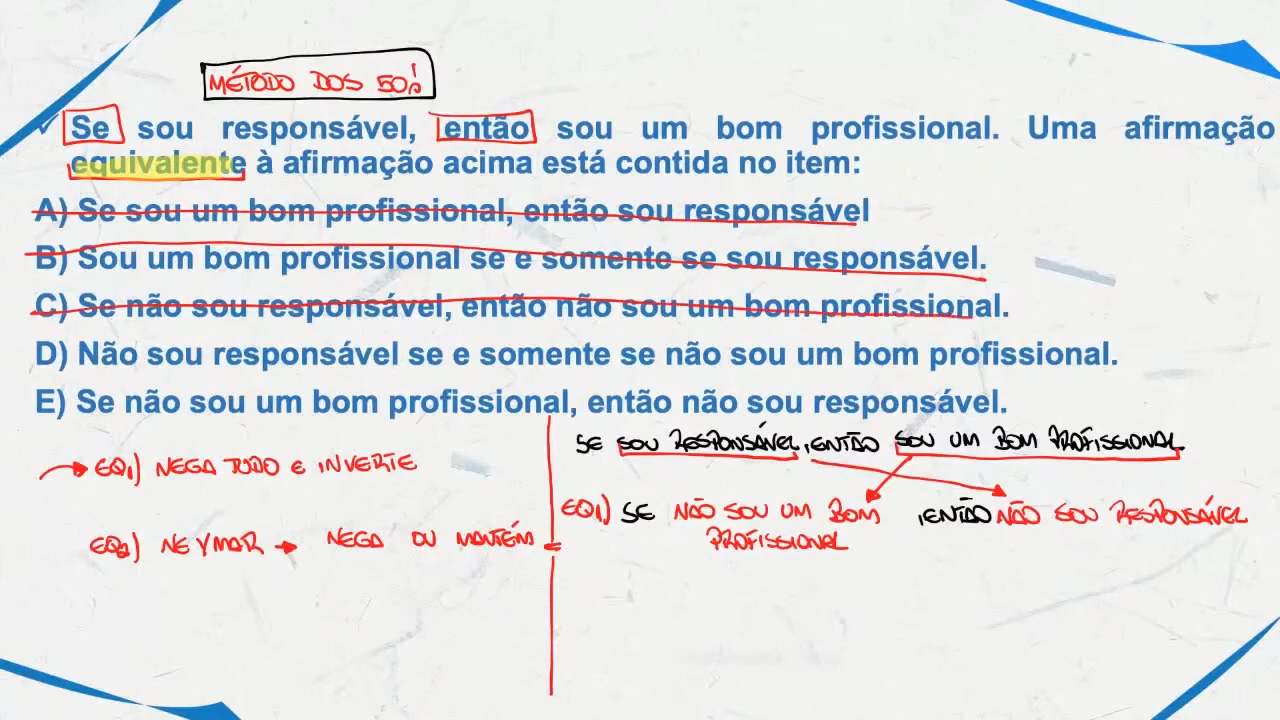 MÉTODO DOS 50%
Se sou responsável, então sou um bom profissional. Uma afirmação
equivalente à afirmação acima está contida no item:
A) Se sou um bom profissional, então sou responsável
B) Sou um bom profissional se e somente se sou responsável.
C) Se não sou responsável, então não sou um bom profissional.
D) Não sou responsável se e somente se não sou um bom profissional.
E) Se não sou um bom profissional, então não sou responsável.
SE SOU RESPONSÁVEL, ENTÃO SOU UM BOM PROFISSIONAL
EQ1) NEGA TUDO E INVERTE
EQ1) SE NÃO SOU UM BOM PROFISSIONAL, ENTÃO NÃO SOU RESPONSÁVEL
EQ2) NEYMAR → NEGA OU MANTÉM